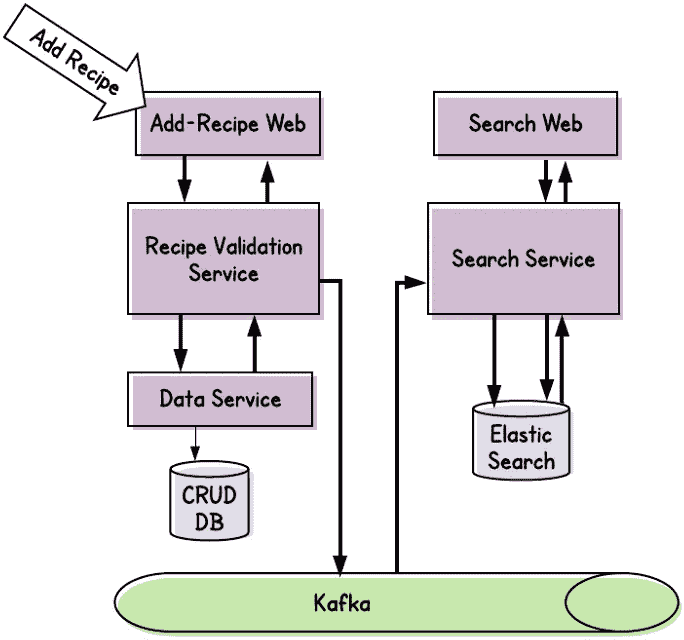 Add Recipe
Add-Recipe Web
Search Web
Recipe Validation
Service
Search Service
Data Service
Elastic
Search
CRUD
DB
Kafka